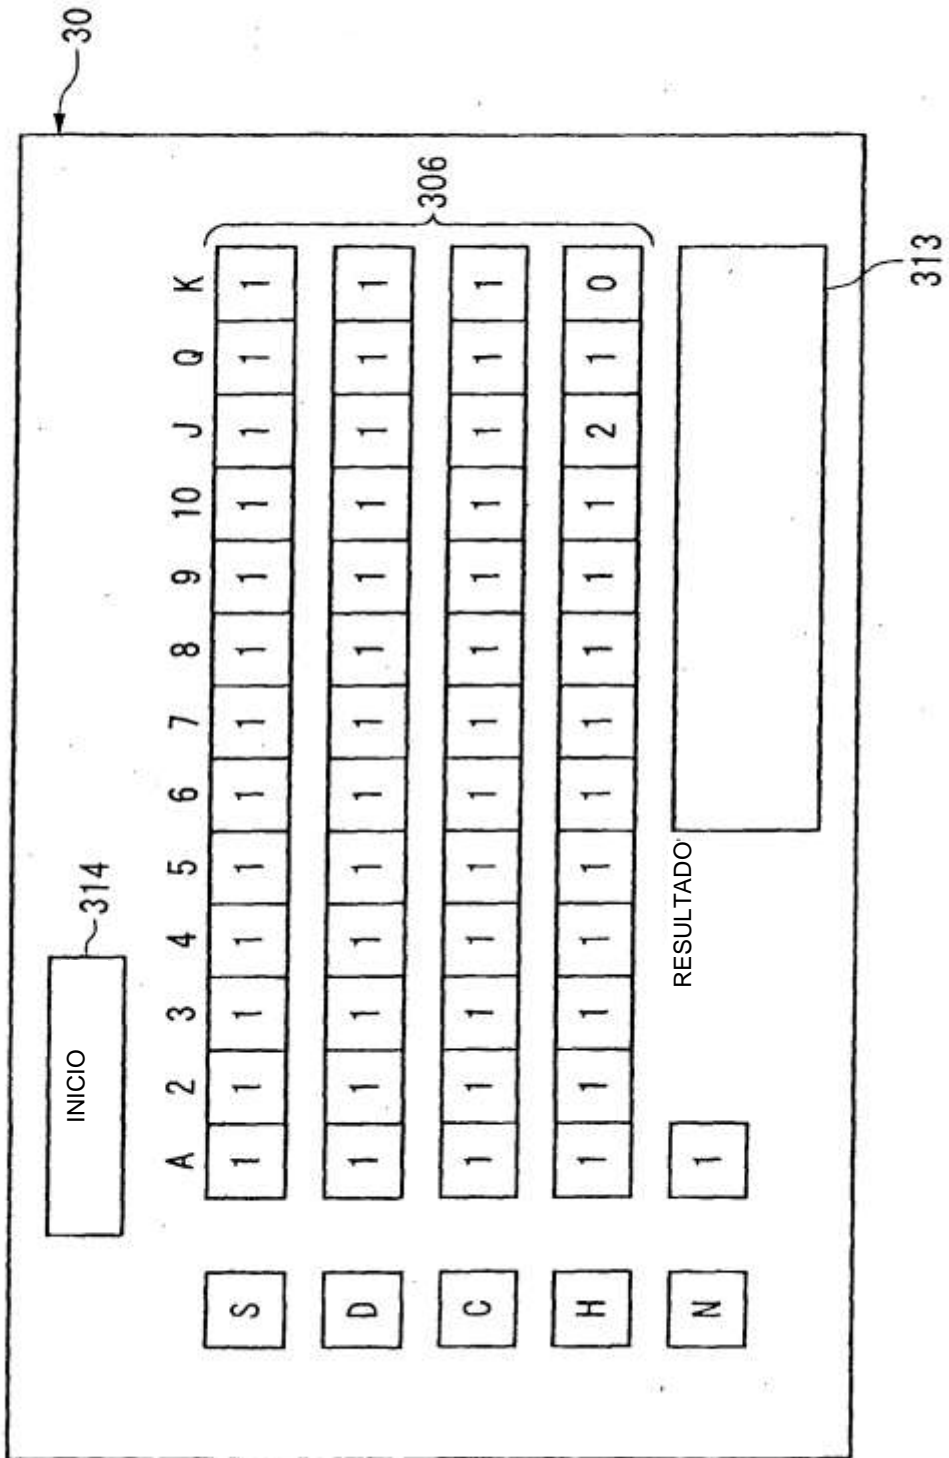 30
INICIO
314
A 2 3 4 5 6 7 8 9 10 J Q K
306
S 1 1 1 1 1 1 1 1 1 1 1 1 1
D 1 1 1 1 1 1 1 1 1 1 1 1 1
C 1 1 1 1 1 1 1 1 1 1 1 1 1
H 1 1 1 1 1 1 1 1 1 1 2 1 0
N 1
RESULTADO
313